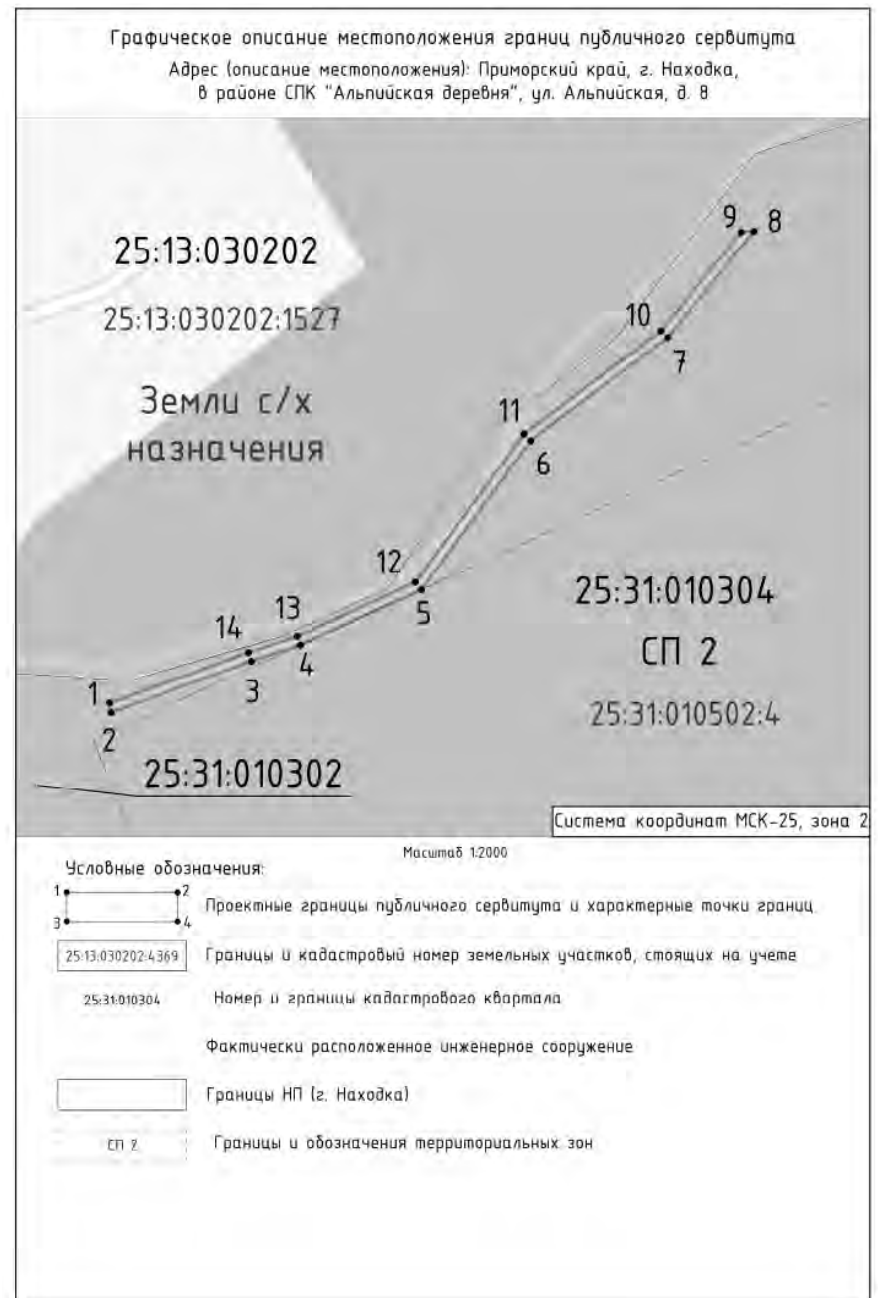 Графическое описание местоположения границ публичного сервитута
Адрес (описание местоположения): Приморский край, г. Находка,
в районе СПК "Альпийская деревня", ул. Альпийская, д. 8
9 8
25:13:030202
25:13:030202:1527
10
7
Земли с/х
назначения
11
6
12
5
25:31:010304
13
14
4
3
СП 2
1
2
25:31:010502:4
25:31:010302
Система координат МСК-25, зона 2
Масштаб 1:2000
Условные обозначения:
1 2
3 4
Проектные границы публичного сервитута и характерные точки границ
25:13:030202:4369 Границы и кадастровый номер земельных участков, стоящих на учете
25:31:010304 Номер и границы кадастрового квартала
Фактически расположенное инженерное сооружение
Границы НП (г. Находка)
СП 2 Границы и обозначения территориальных зон